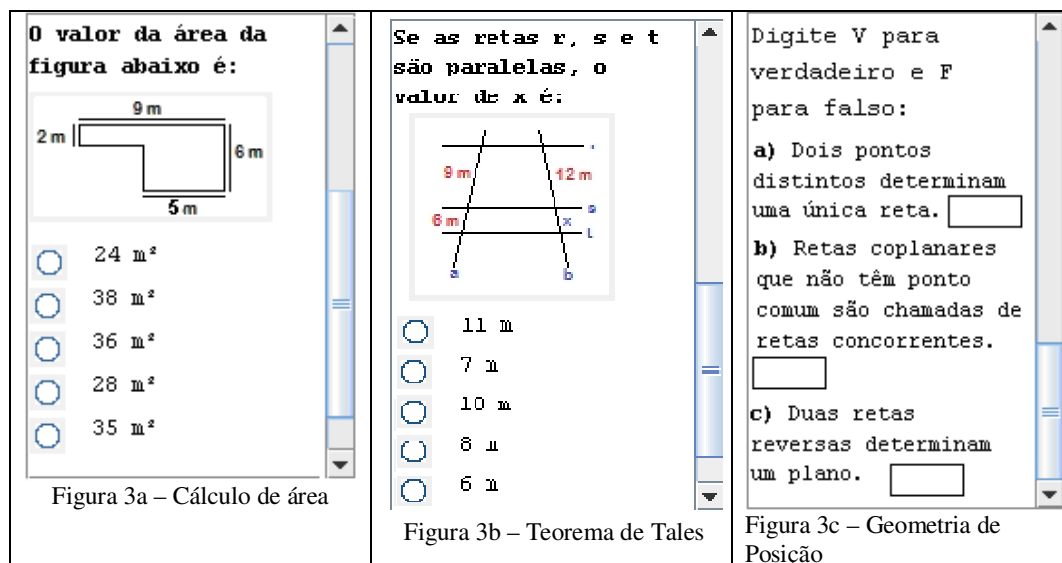 O valor da área da
figura abaixo é:
9 m
2 m
6 m
5 m
24 m²
38 m²
36 m²
28 m²
35 m²
Figura 3a – Cálculo de área
Se as retas r, s e t
são paralelas, o
valor de x é:
9 m
12 m
s
6 m
x
a
b
11 m
7 m
10 m
8 m
6 m
Figura 3b – Teorema de Tales
Digite V para
verdadeiro e F
para falso:
a) Dois pontos
distintos determinam
uma única reta.
b) Retas coplanares
que não têm ponto
comum são chamadas de
retas concorrentes.
c) Duas retas
reversas determinam
um plano.
Figura 3c – Geometria de
Posição